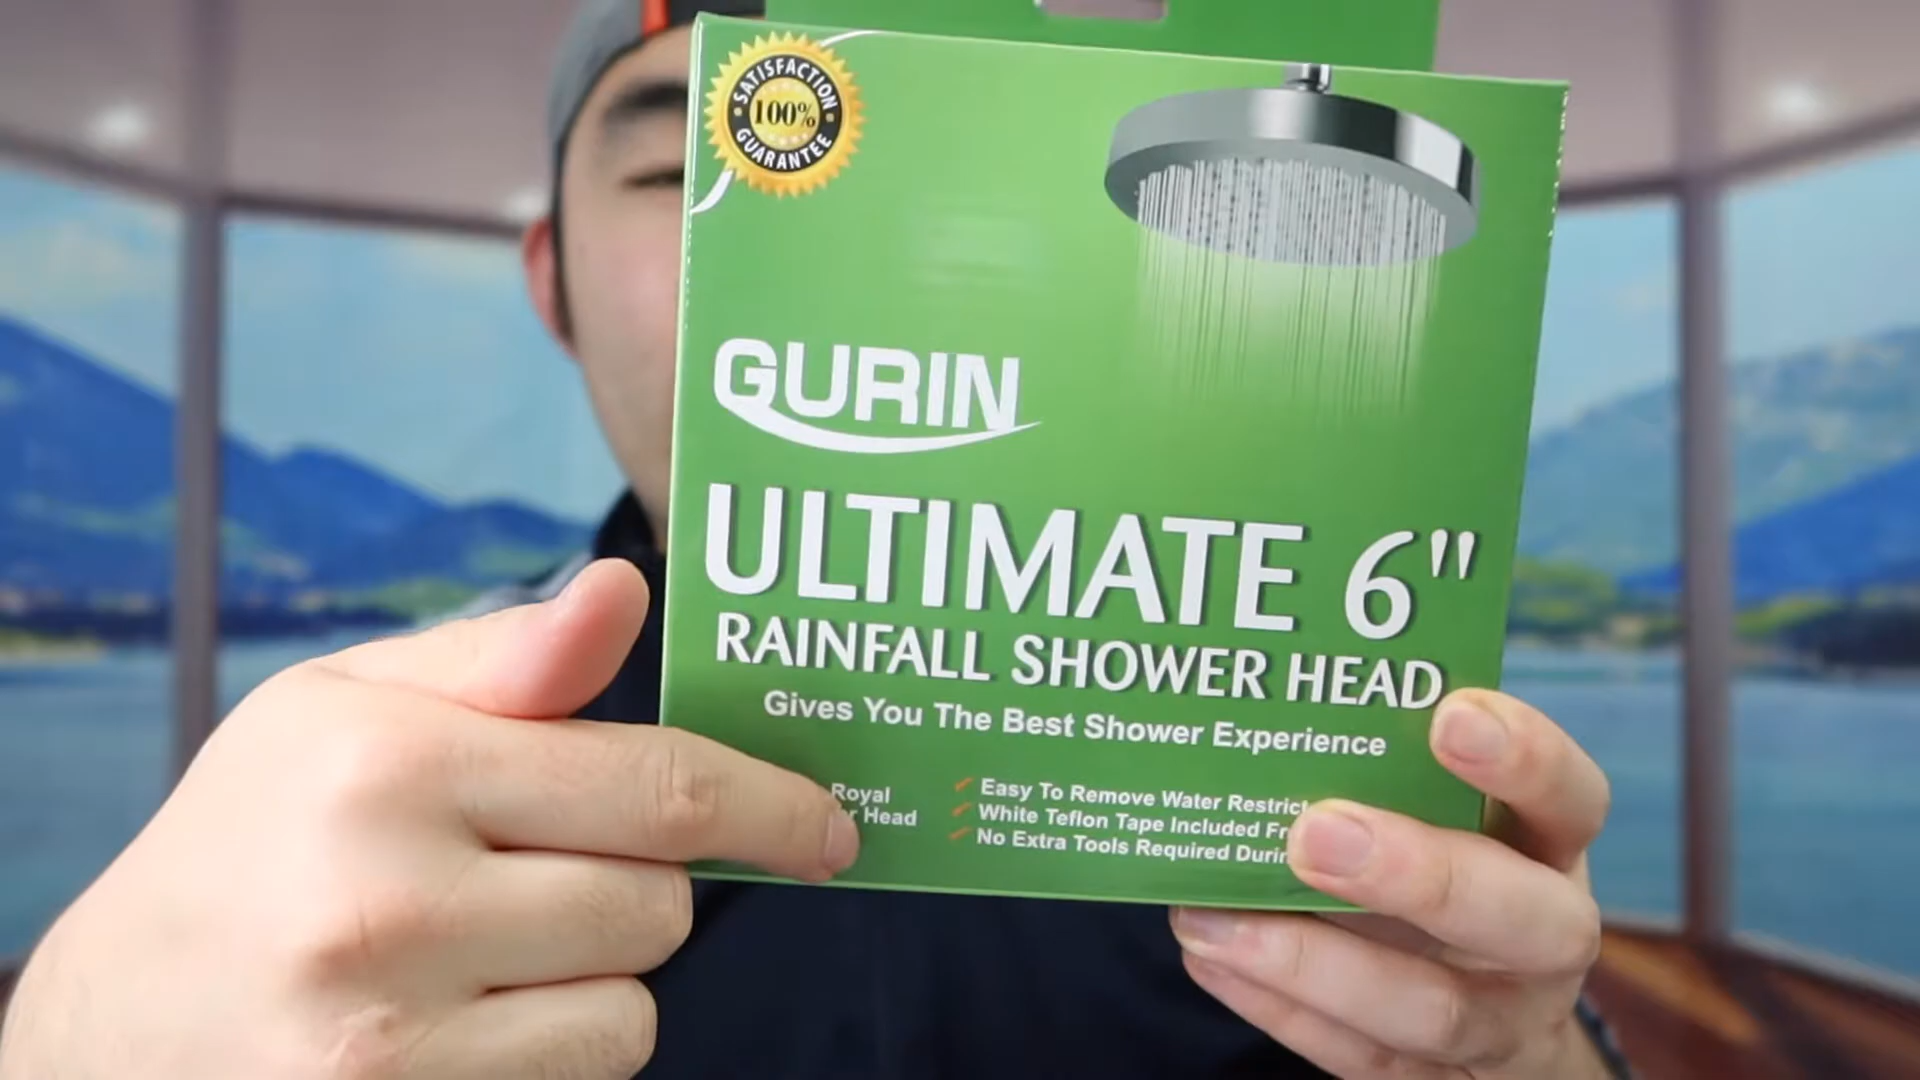 SATISFACTION
100%
GUARANTEE
GURIN
ULTIMATE 6"
RAINFALL SHOWER HEAD
Gives You The Best Shower Experience
Royal
Head
Easy To Remove Water
White Teflon Tape Included
No Extra Tools Required